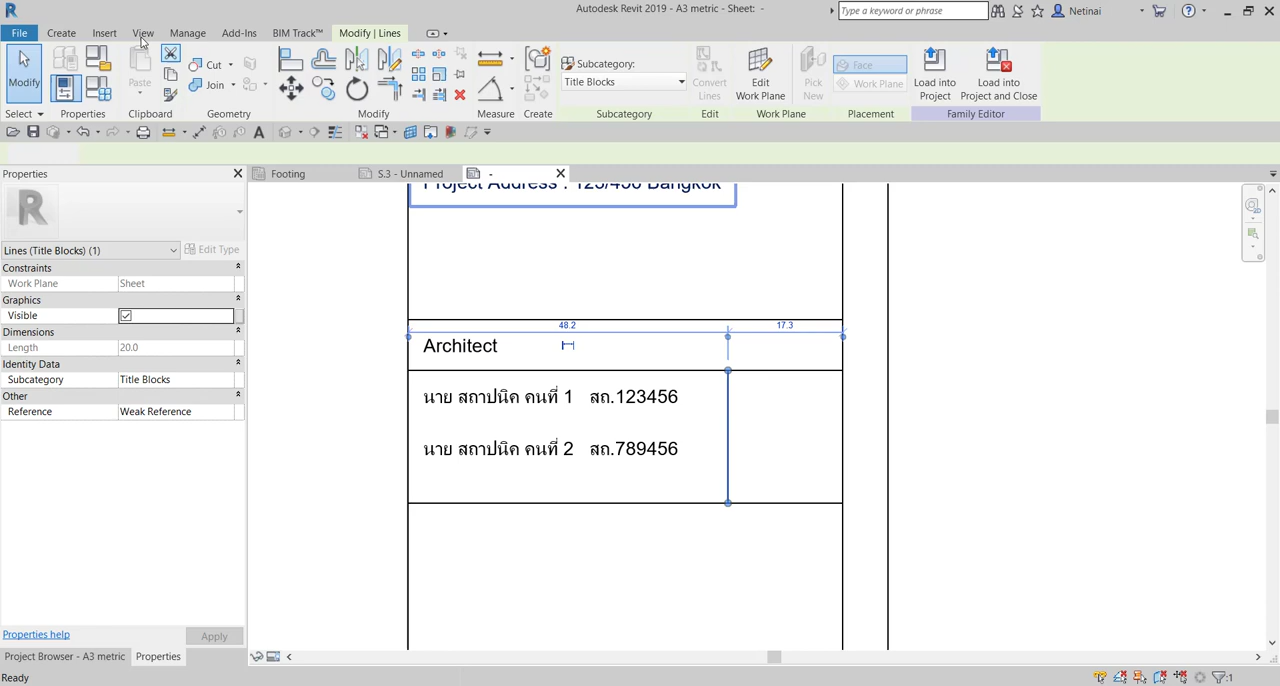 Autodesk Revit 2019 - A3 metric - Sheet: -
Type a keyword or phrase
Netinai
File Create Insert View Manage Add-Ins BIM Track™ Modify | Lines
Modify
Paste
Cut
Join
Subcategory:
Title Blocks
Convert Lines
Edit Work Plane
Pick New
Face
Work Plane
Load into Project
Load into Project and Close
Select Properties Clipboard Geometry Modify Measure Create Subcategory Edit Work Plane Placement Family Editor
Properties
Footing
S.3 - Unnamed
-
Lines (Title Blocks) (1)
Edit Type
Constraints
Work Plane Sheet
Graphics
Visible
Dimensions
Length 20.0
Identity Data
Subcategory Title Blocks
Other
Reference Weak Reference
Properties help
Apply
Project Browser - A3 metric
Properties
Ready
Project Address : 123/456 Bangkok
48.2 17.3
Architect
นาย สถาปนิค คนที่ 1 สถ.123456
นาย สถาปนิค คนที่ 2 สถ.789456
:1